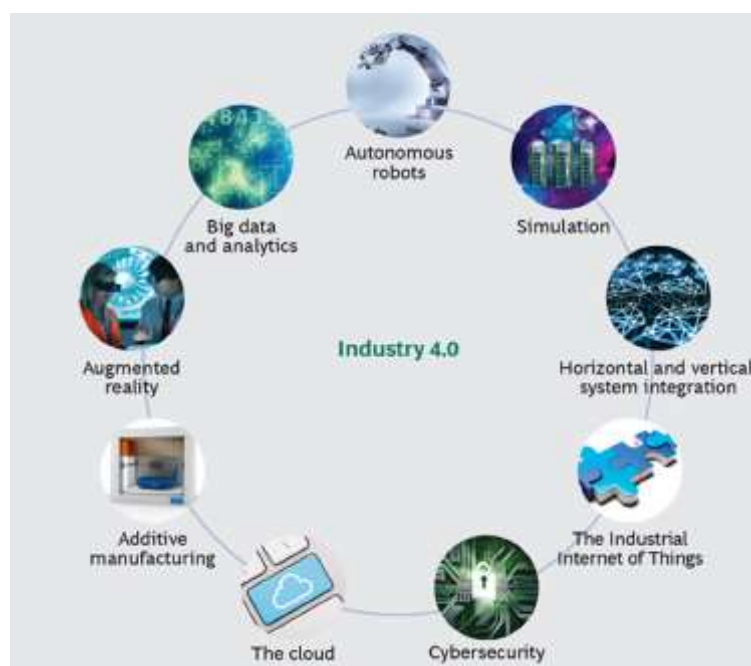 Autonomous
robots
Simulation
Horizontal and vertical
system integration
The Industrial
Internet of Things
Cybersecurity
The cloud
Additive
manufacturing
Augmented
reality
Big data
and analytics
Industry 4.0